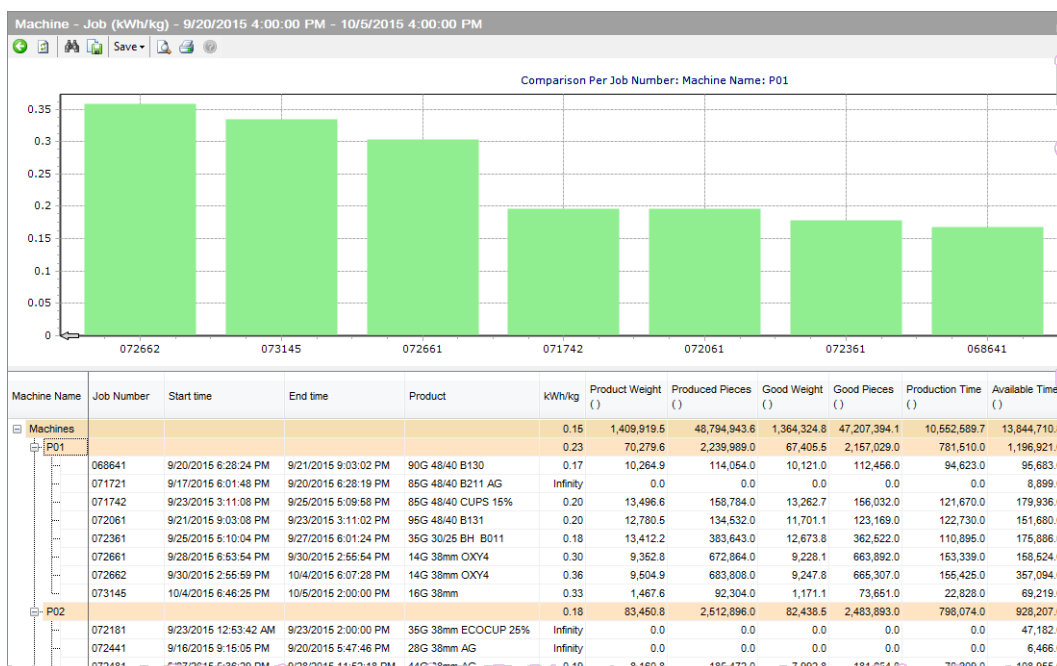 Machine - Job (kWh/kg) - 9/20/2015 4:00:00 PM - 10/5/2015 4:00:00 PM
Save
Comparison Per Job Number: Machine Name: P01
0.35
0.3
0.25
0.2
0.15
0.1
0.05
0
072662 073145 072661 071742 072061 072361 068641
Machine Name Job Number Start time End time Product kWh/kg Product Weight () Produced Pieces () Good Weight () Good Pieces () Production Time () Available Time ()
Machines 0.15 1,409,919.5 48,794,943.6 1,364,324.8 47,207,394.1 10,552,589.7 13,844,710.8
P01 0.23 70,279.6 2,239,989.0 67,405.5 2,157,029.0 781,510.0 1,196,921.
068641 9/20/2015 6:28:24 PM 9/21/2015 9:03:02 PM 90G 48/40 B130 0.17 10,264.9 114,054.0 10,121.0 112,456.0 94,623.0 95,683.
071721 9/17/2015 6:01:48 PM 9/20/2015 6:28:19 PM 85G 48/40 B211 AG Infinity 0.0 0.0 0.0 0.0 0.0 8,899.
071742 9/23/2015 3:11:08 PM 9/25/2015 5:09:58 PM 85G 48/40 CUPS 15% 0.20 13,496.6 158,784.0 13,262.7 156,032.0 121,670.0 179,936.
072061 9/21/2015 9:03:08 PM 9/23/2015 3:11:02 PM 95G 48/40 B131 0.20 12,780.5 134,532.0 11,701.1 123,169.0 122,730.0 151,680.
072361 9/25/2015 5:10:04 PM 9/27/2015 6:01:24 PM 35G 30/25 BH B011 0.18 13,412.2 383,643.0 12,673.8 362,522.0 110,895.0 175,886.
072661 9/28/2015 6:53:54 PM 9/30/2015 2:55:54 PM 14G 38mm OXY4 0.30 9,352.8 672,864.0 9,228.1 663,892.0 153,339.0 158,524.
072662 9/30/2015 2:55:59 PM 10/4/2015 6:07:28 PM 14G 38mm OXY4 0.36 9,504.9 683,808.0 9,247.8 665,307.0 155,425.0 357,094.
073145 10/4/2015 6:46:25 PM 10/5/2015 2:00:00 PM 16G 38mm 0.33 1,467.6 92,304.0 1,171.1 73,651.0 22,828.0 69,219.
P02 0.18 83,450.8 2,512,896.0 82,438.5 2,483,893.0 798,074.0 928,207.
072181 9/23/2015 12:53:42 AM 9/23/2015 2:00:00 PM 35G 38mm ECOCUP 25% Infinity 0.0 0.0 0.0 0.0 0.0 47,182.
072441 9/16/2015 9:15:05 PM 9/20/2015 5:47:46 PM 28G 38mm AG Infinity 0.0 0.0 0.0 0.0 0.0 6,466.